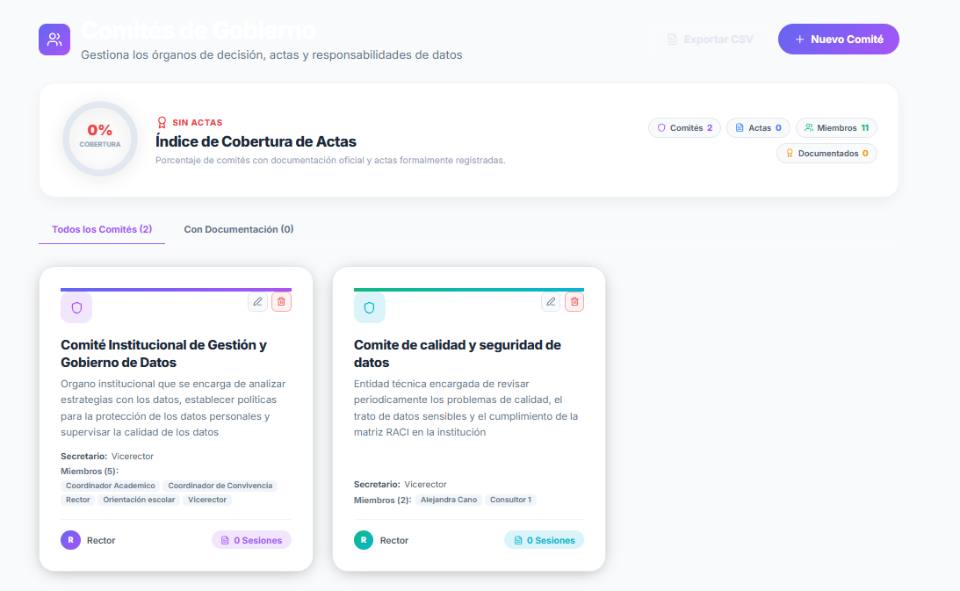 Comités de Gobierno
Gestiona los órganos de decisión, actas y responsabilidades de datos
Exportar CSV
+ Nuevo Comité
0%
COBERTURA
SIN ACTAS
Índice de Cobertura de Actas
Porcentaje de comités con documentación oficial y actas formalmente registradas.
Comités 2
Actas 0
Miembros 11
Documentados 0
Todos los Comités (2)
Con Documentación (0)
Comité Institucional de Gestión y
Gobierno de Datos
Organo institucional que se encarga de analizar
estrategias con los datos, establecer politicas
para la protección de los datos personales y
supervisar la calidad de los datos
Secretario: Vicerector
Miembros (5):
Coordinador Academico Coordinador de Convivencia
Rector Orientación escolar Vicerector
R Rector
0 Sesiones
Comite de calidad y seguridad de
datos
Entidad técnica encargada de revisar
periodicamente los problemas de calidad, el
trato de datos sensibles y el cumplimiento de la
matriz RACI en la institución
Secretario: Vicerector
Miembros (2): Alejandra Cano Consultor 1
R Rector
0 Sesiones